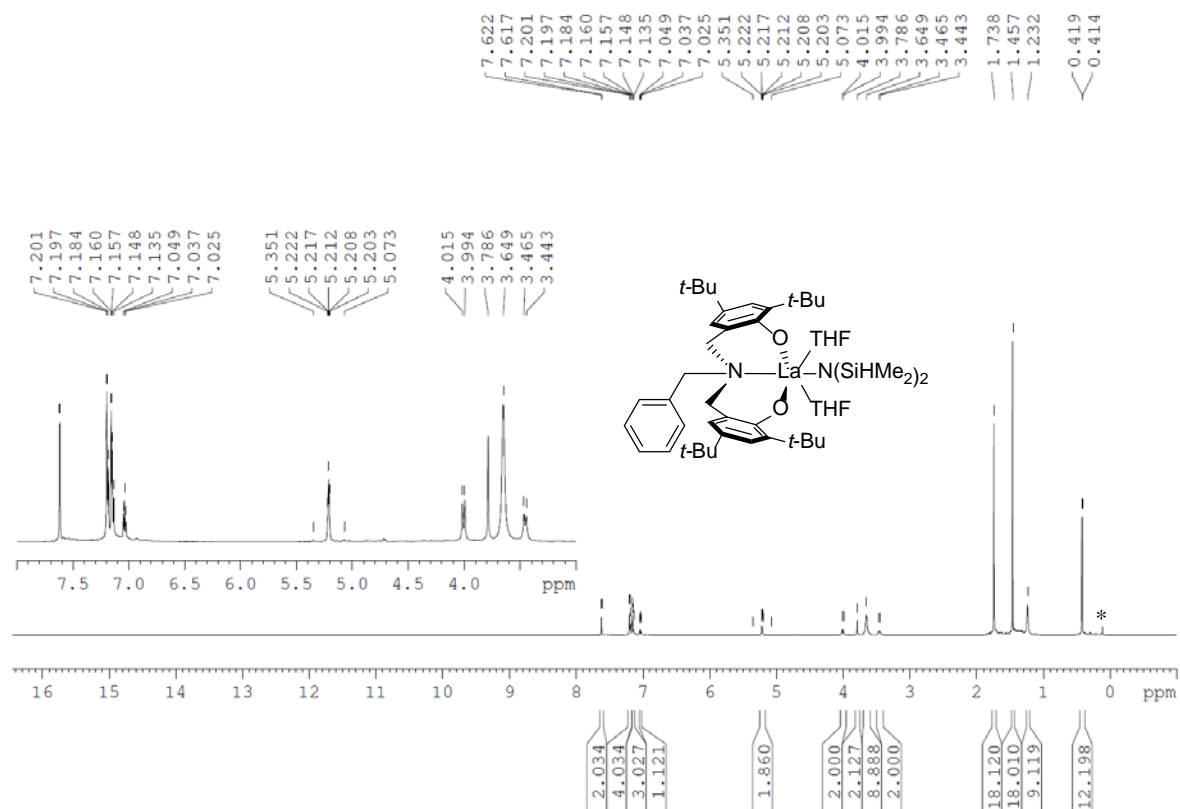 7.622 7.617 7.201 7.197 7.184 7.160 7.157 7.148 7.135 7.049 7.037 7.025 5.351 5.222 5.217 5.212 5.208 5.203 5.073 4.015 3.994 3.786 3.649 3.465 3.443 1.738 1.457 1.232 0.419 0.414
7.201 7.197 7.184 7.160 7.157 7.148 7.135 7.049 7.037 7.025 5.351 5.222 5.217 5.212 5.208 5.203 5.073 4.015 3.994 3.786 3.649 3.465 3.443
t-Bu t-Bu
O THF
N La N(SiHMe2)2
O THF
t-Bu t-Bu
7.5 7.0 6.5 6.0 5.5 5.0 4.5 4.0 ppm
*
16 15 14 13 12 11 10 9 8 7 6 5 4 3 2 1 0 ppm
2.034 4.034 3.027 1.121 1.860 2.000 2.127 8.888 2.000 18.120 18.010 9.119 12.198